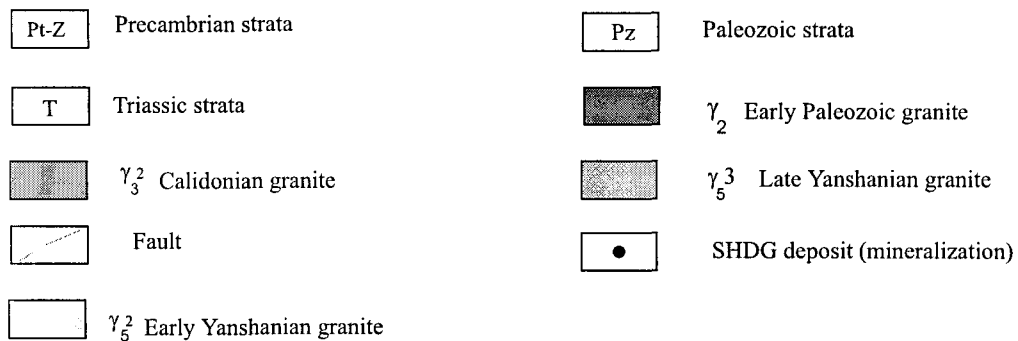 Pt-Z Precambrian strata
Pz Paleozoic strata
T Triassic strata
γ₂ Early Paleozoic granite
γ₃² Calidonian granite
γ₅³ Late Yanshanian granite
Fault
SHDG deposit (mineralization)
γ₅² Early Yanshanian granite